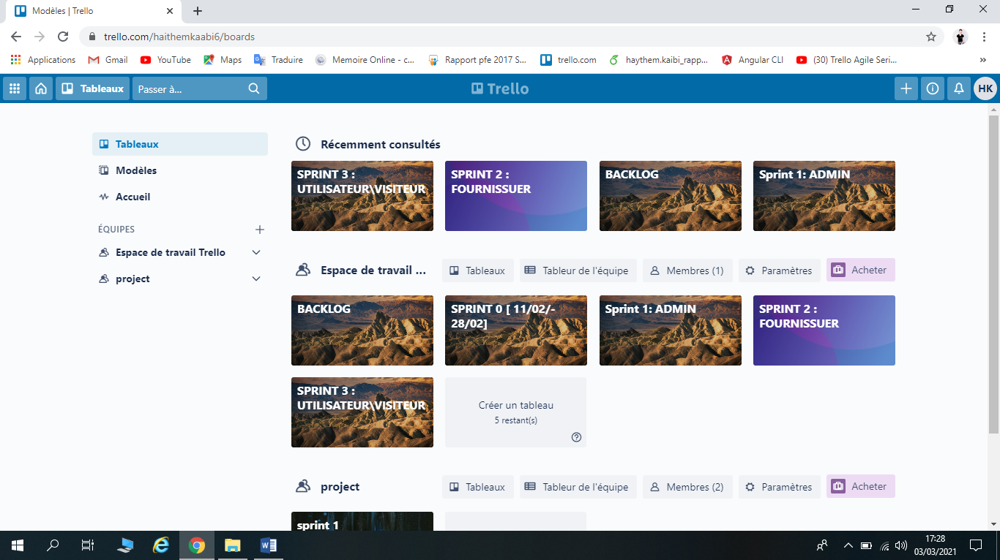 Modèles | Trello
trello.com/haithemkaabi6/boards
Applications Gmail YouTube Maps Traduire Memoire Online - c... Rapport pfe 2017 S... trello.com haythem.kaibi_rapp... Angular CLI (30) Trello Agile Seri... »
Tableaux Passer à... Trello HK
Tableaux
Modèles
Accueil
ÉQUIPES
Espace de travail Trello
project
Récemment consultés
SPRINT 3 :
UTILISATEUR\VISITEUR
SPRINT 2 :
FOURNISSUER
BACKLOG
Sprint 1: ADMIN
Espace de travail ... Tableaux Tableur de l'équipe Membres (1) Paramètres Acheter
BACKLOG
SPRINT 0 [ 11/02/-
28/02]
Sprint 1: ADMIN
SPRINT 2 :
FOURNISSUER
SPRINT 3 :
UTILISATEUR\VISITEUR
Créer un tableau
5 restant(s)
project Tableaux Tableur de l'équipe Membres (2) Paramètres Acheter
sprint 1
17:28
03/03/2021